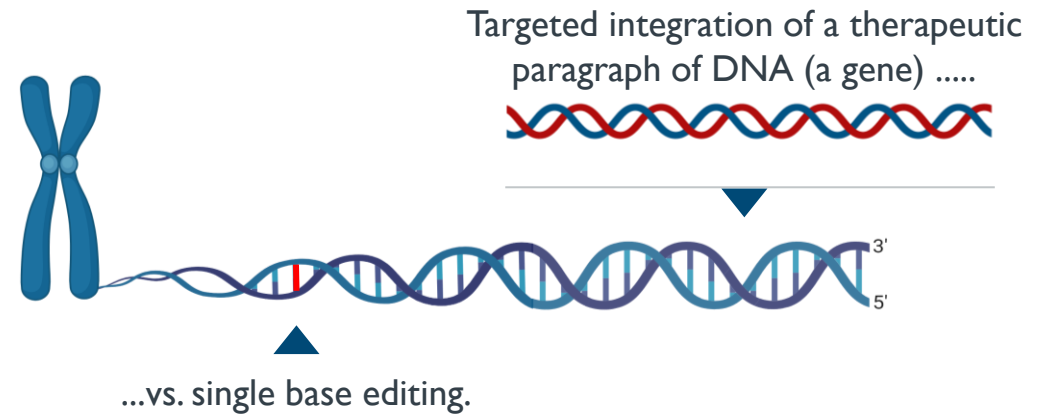 Targeted integration of a therapeutic
paragraph of DNA (a gene) .....
3'
5'
...vs. single base editing.